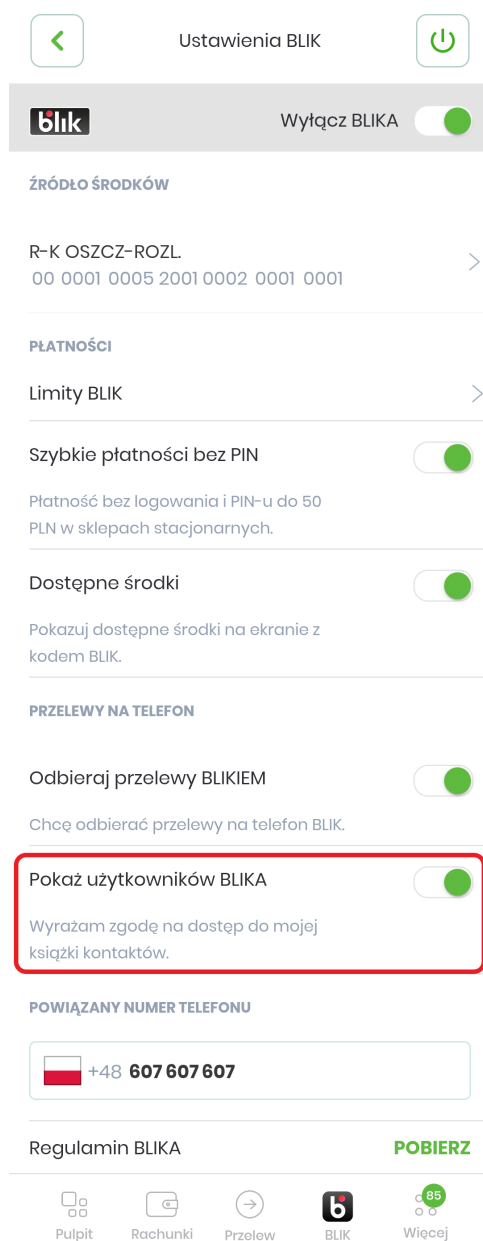 Ustawienia BLIK
blik Wyłącz BLIKA
ŹRÓDŁO ŚRODKÓW
R-K OSZCZ-ROZL.
00 0001 0005 2001 0002 0001 0001
PŁATNOŚCI
Limity BLIK
Szybkie płatności bez PIN
Płatność bez logowania i PIN-u do 50
PLN w sklepach stacjonarnych.
Dostępne środki
Pokazuj dostępne środki na ekranie z
kodem BLIK.
PRZELEWY NA TELEFON
Odbieraj przelewy BLIKIEM
Chcę odbierać przelewy na telefon BLIK.
Pokaż użytkowników BLIKA
Wyrażam zgodę na dostęp do mojej
książki kontaktów.
POWIĄZANY NUMER TELEFONU
+48 607 607 607
Regulamin BLIKA POBIERZ
b 85
Pulpit Rachunki Przelew BLIK Więcej